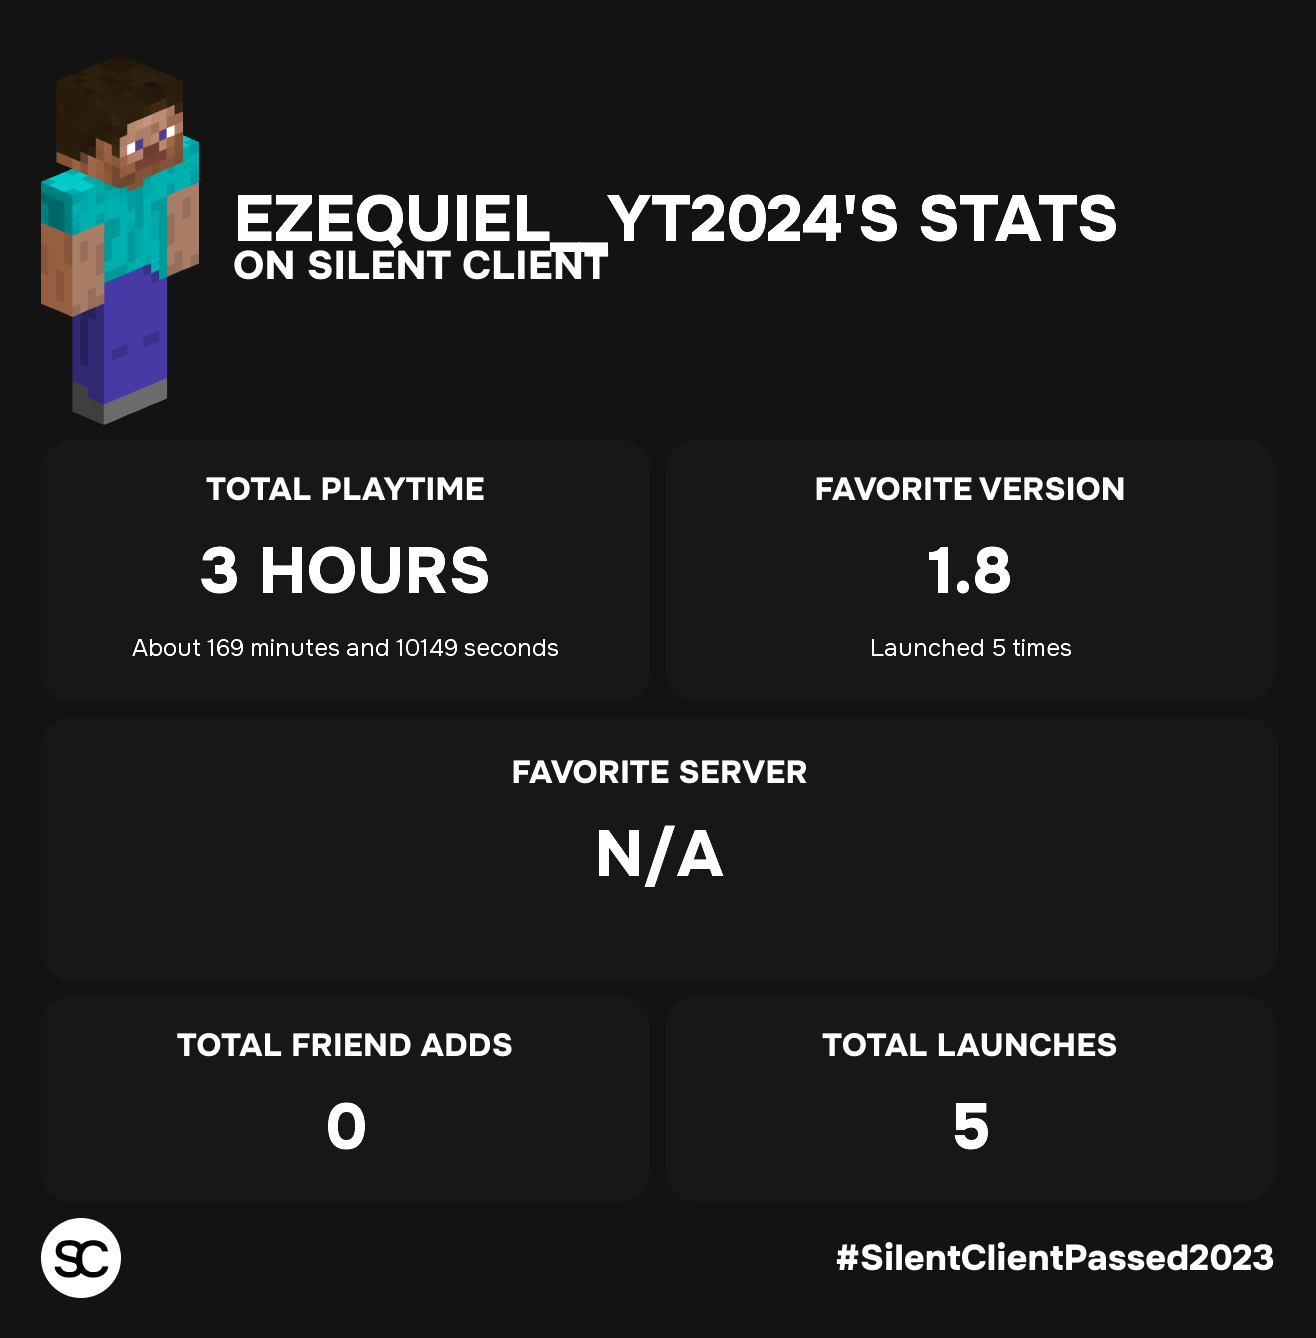 EZEQUIEL__YT2024'S STATS
ON SILENT CLIENT
TOTAL PLAYTIME
3 HOURS
About 169 minutes and 10149 seconds
FAVORITE VERSION
1.8
Launched 5 times
FAVORITE SERVER
N/A
TOTAL FRIEND ADDS
0
TOTAL LAUNCHES
5
SC
#SilentClientPassed2023